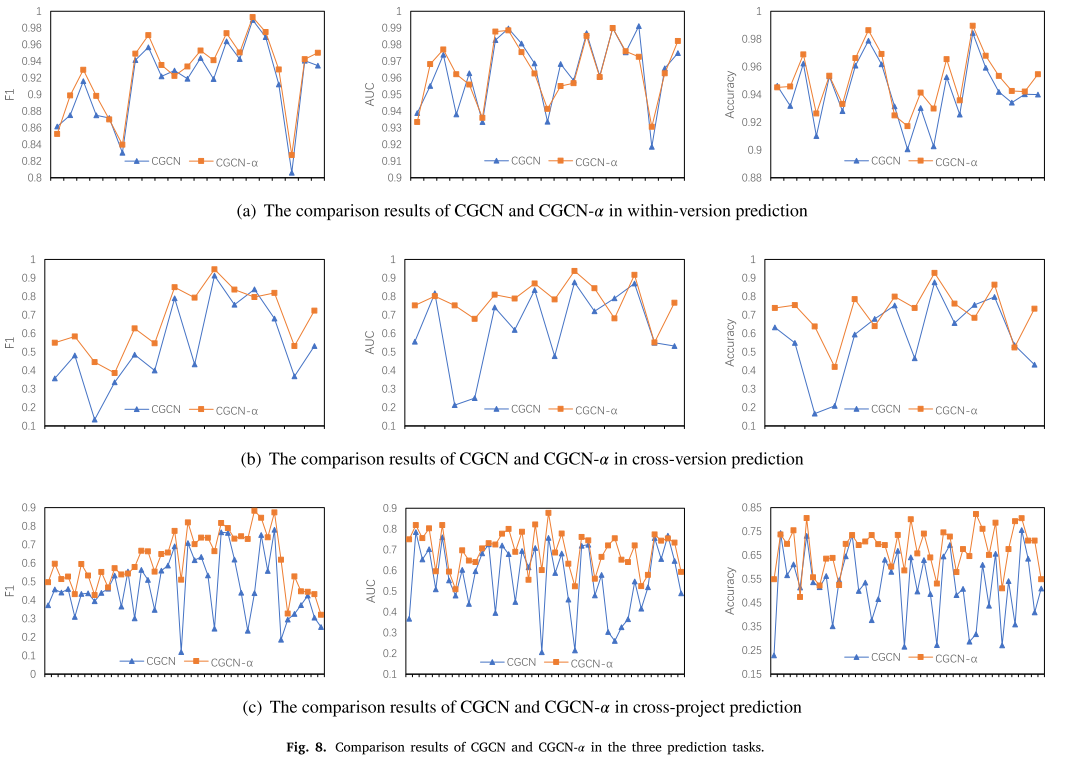 1
0.98
0.96
0.94
0.92
0.9
0.88
0.86
0.84
0.82
0.8
F1
CGCN
CGCN-α
1
0.99
0.98
0.97
0.96
0.95
0.94
0.93
0.92
0.91
0.9
AUC
CGCN
CGCN-α
1
0.98
0.96
0.94
0.92
0.9
0.88
Accuracy
CGCN
CGCN-α
(a) The comparison results of CGCN and CGCN-α in within-version prediction
1
0.9
0.8
0.7
0.6
0.5
0.4
0.3
0.2
0.1
F1
CGCN
CGCN-α
1
0.9
0.8
0.7
0.6
0.5
0.4
0.3
0.2
0.1
AUC
CGCN
CGCN-α
1
0.9
0.8
0.7
0.6
0.5
0.4
0.3
0.2
0.1
Accuracy
CGCN
CGCN-α
(b) The comparison results of CGCN and CGCN-α in cross-version prediction
0.9
0.8
0.7
0.6
0.5
0.4
0.3
0.2
0.1
0
F1
CGCN
CGCN-α
0.9
0.8
0.7
0.6
0.5
0.4
0.3
0.2
0.1
AUC
CGCN
CGCN-α
0.85
0.75
0.65
0.55
0.45
0.35
0.25
0.15
Accuracy
CGCN
CGCN-α
(c) The comparison results of CGCN and CGCN-α in cross-project prediction
Fig. 8. Comparison results of CGCN and CGCN-α in the three prediction tasks.